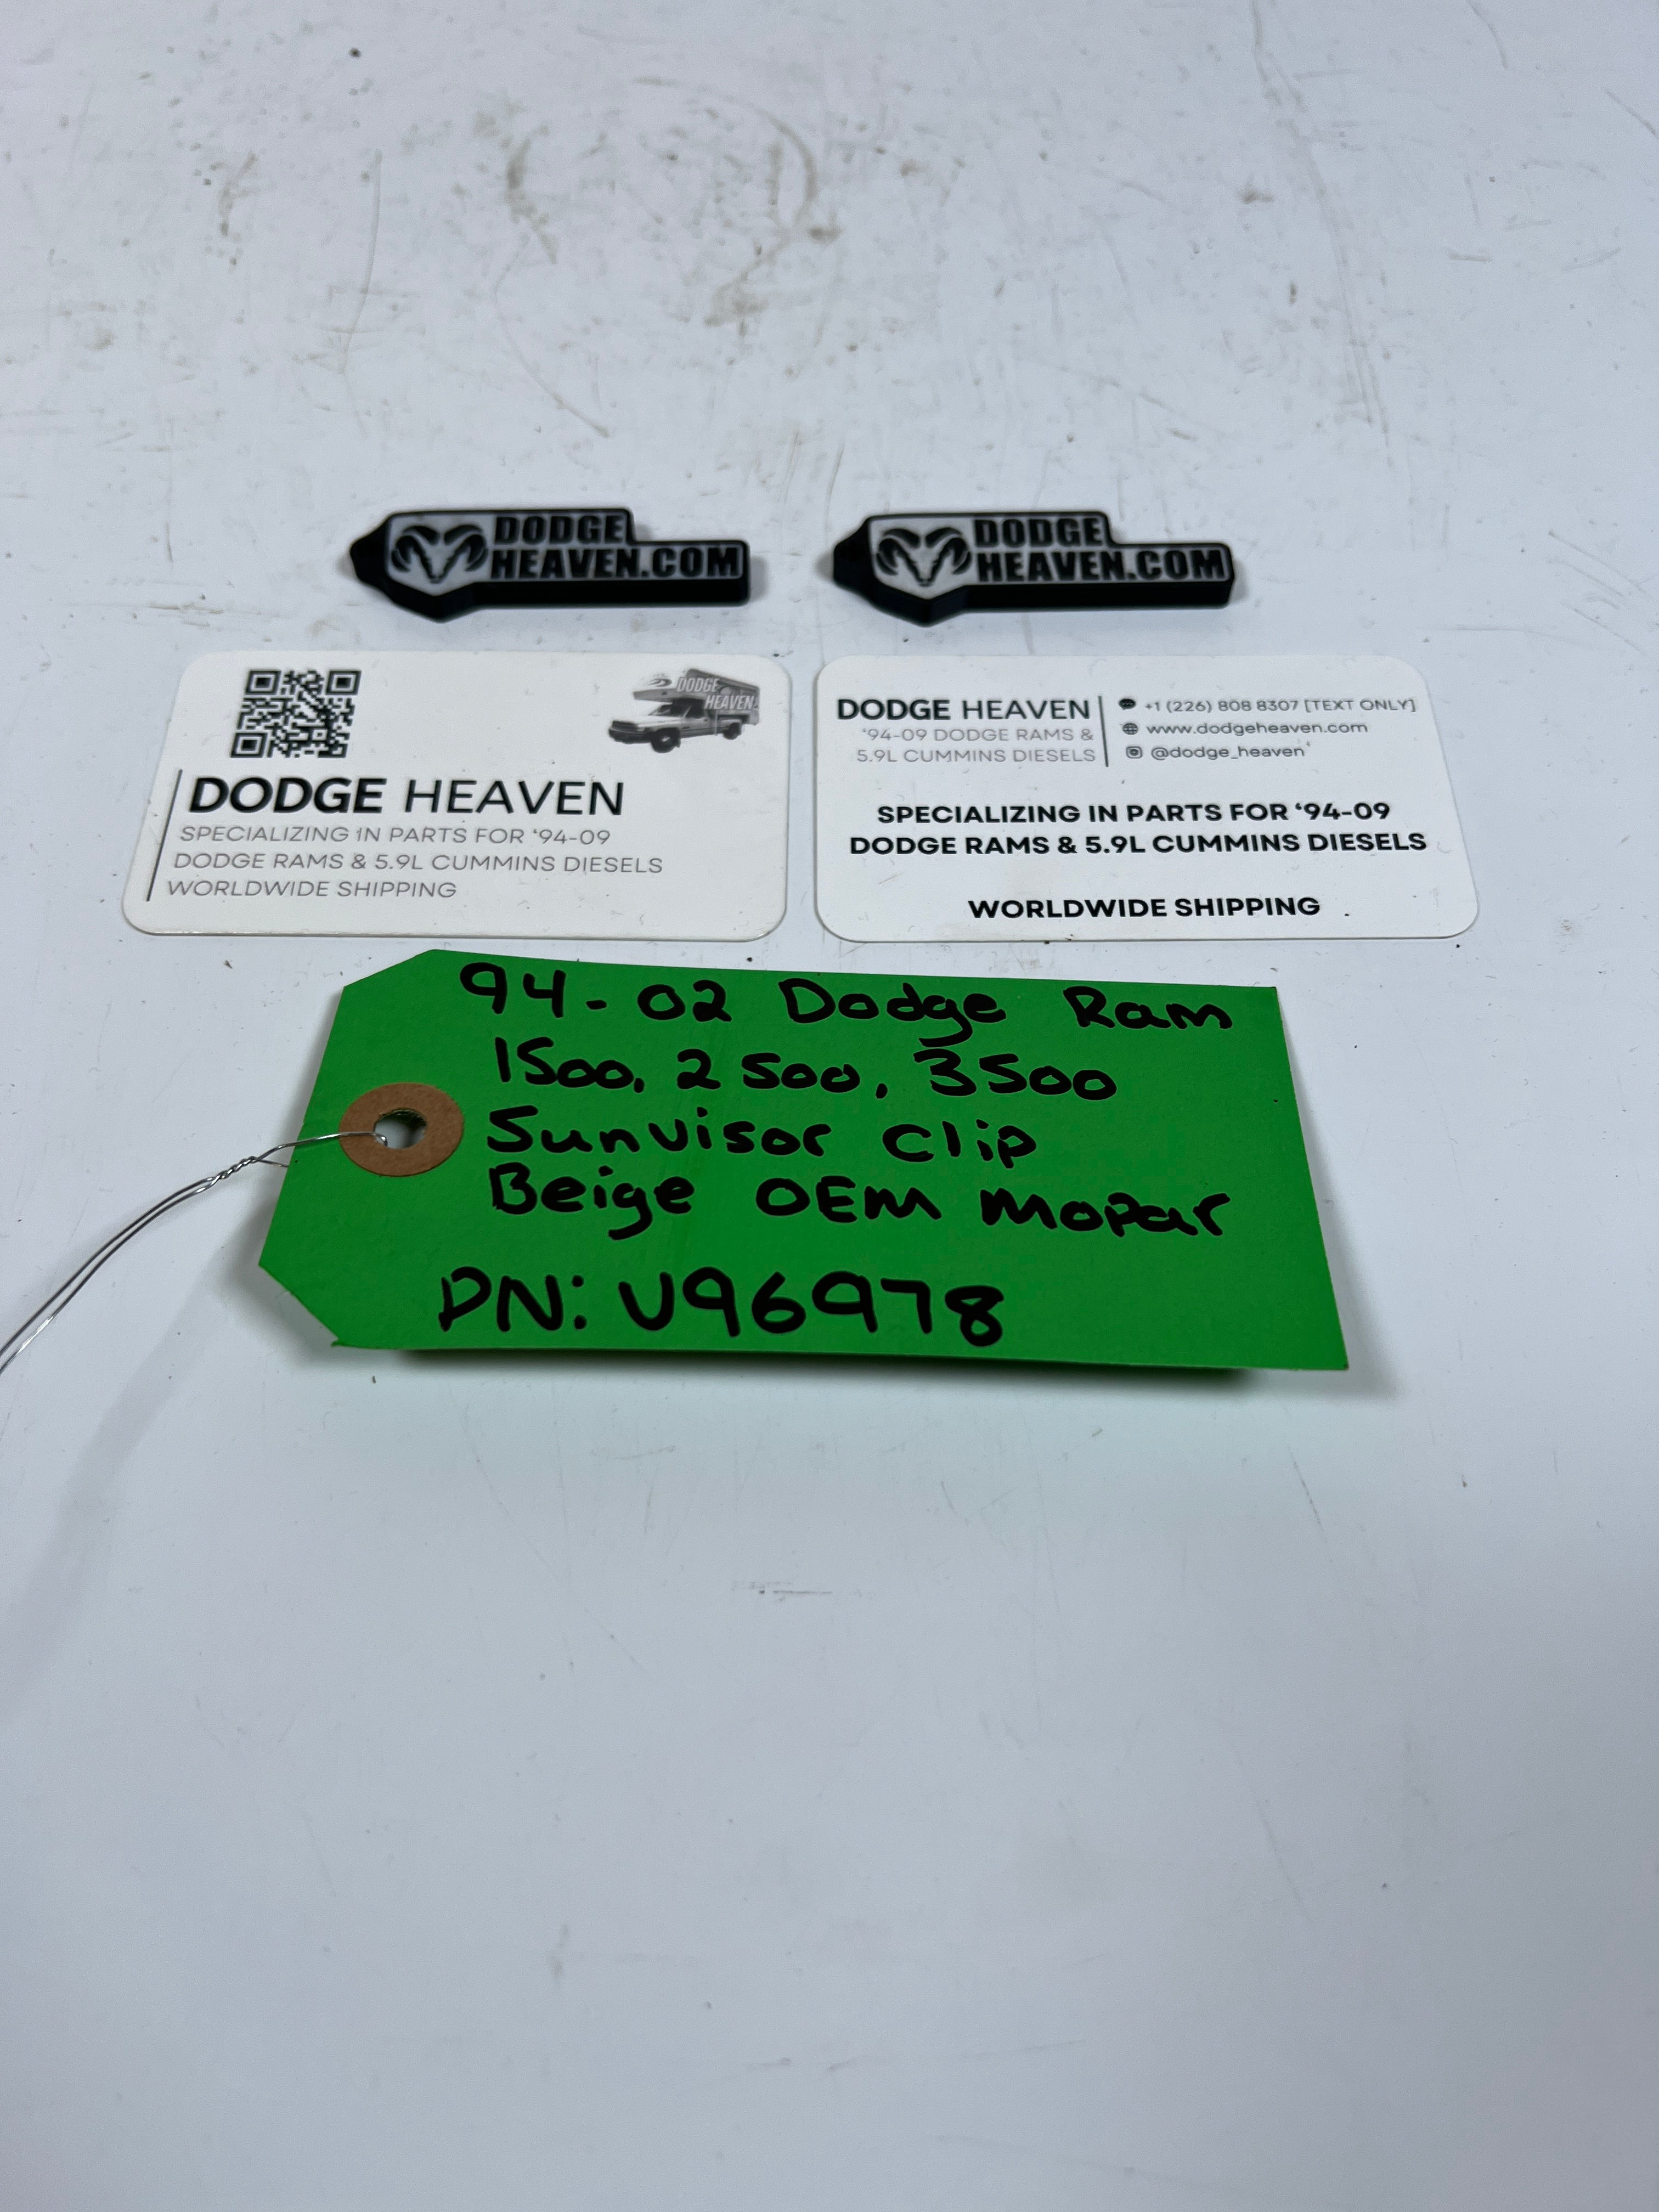 DODGE
HEAVEN.COM
DODGE
HEAVEN.COM
DODGE
HEAVEN
DODGE HEAVEN
SPECIALIZING IN PARTS FOR ‘94-09
DODGE RAMS & 5.9L CUMMINS DIESELS
WORLDWIDE SHIPPING
DODGE HEAVEN
‘94-09 DODGE RAMS &
5.9L CUMMINS DIESELS
+1 (226) 808 8307 [TEXT ONLY]
www.dodgeheaven.com
@dodge_heaven
SPECIALIZING IN PARTS FOR ‘94-09
DODGE RAMS & 5.9L CUMMINS DIESELS
WORLDWIDE SHIPPING
94-02 Dodge Ram
1500, 2500, 3500
Sunvisor Clip
Beige OEM Mopar
PN: U96978